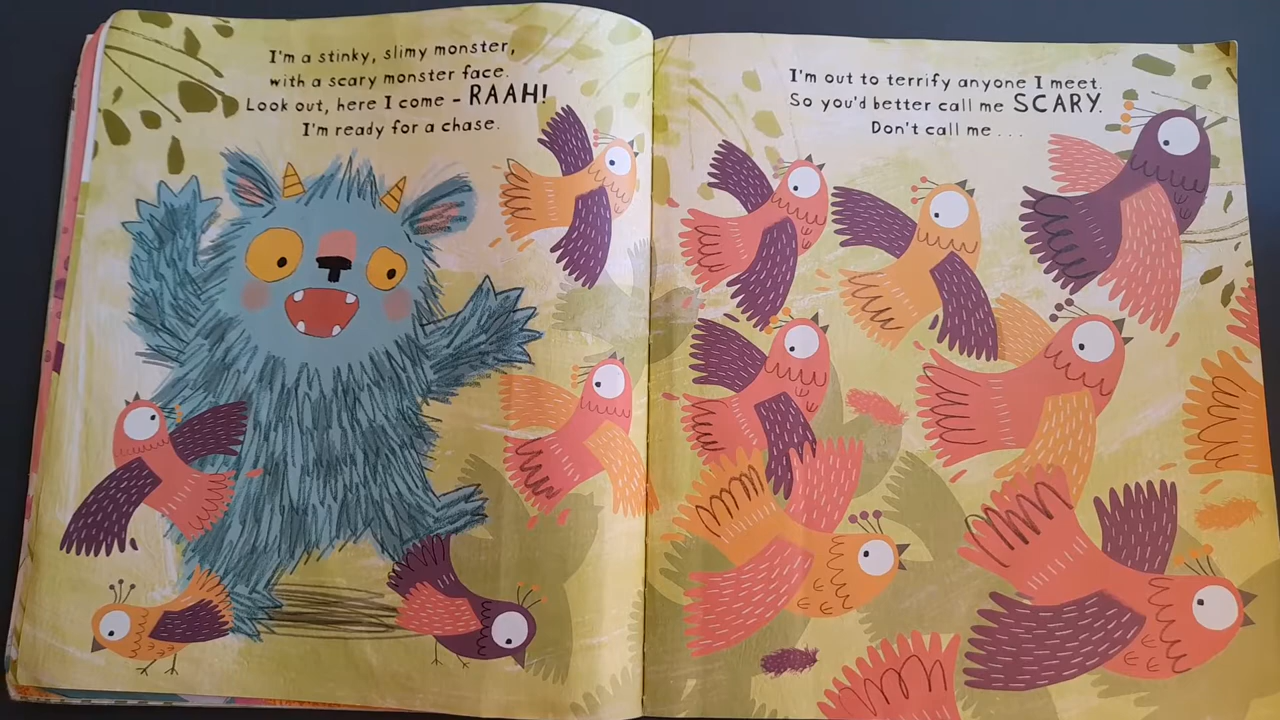 I'm a stinky, slimy monster,
with a scary monster face.
Look out, here I come – RAAH!
I'm ready for a chase.
I'm out to terrify anyone I meet.
So you'd better call me SCARY.
Don't call me . . .